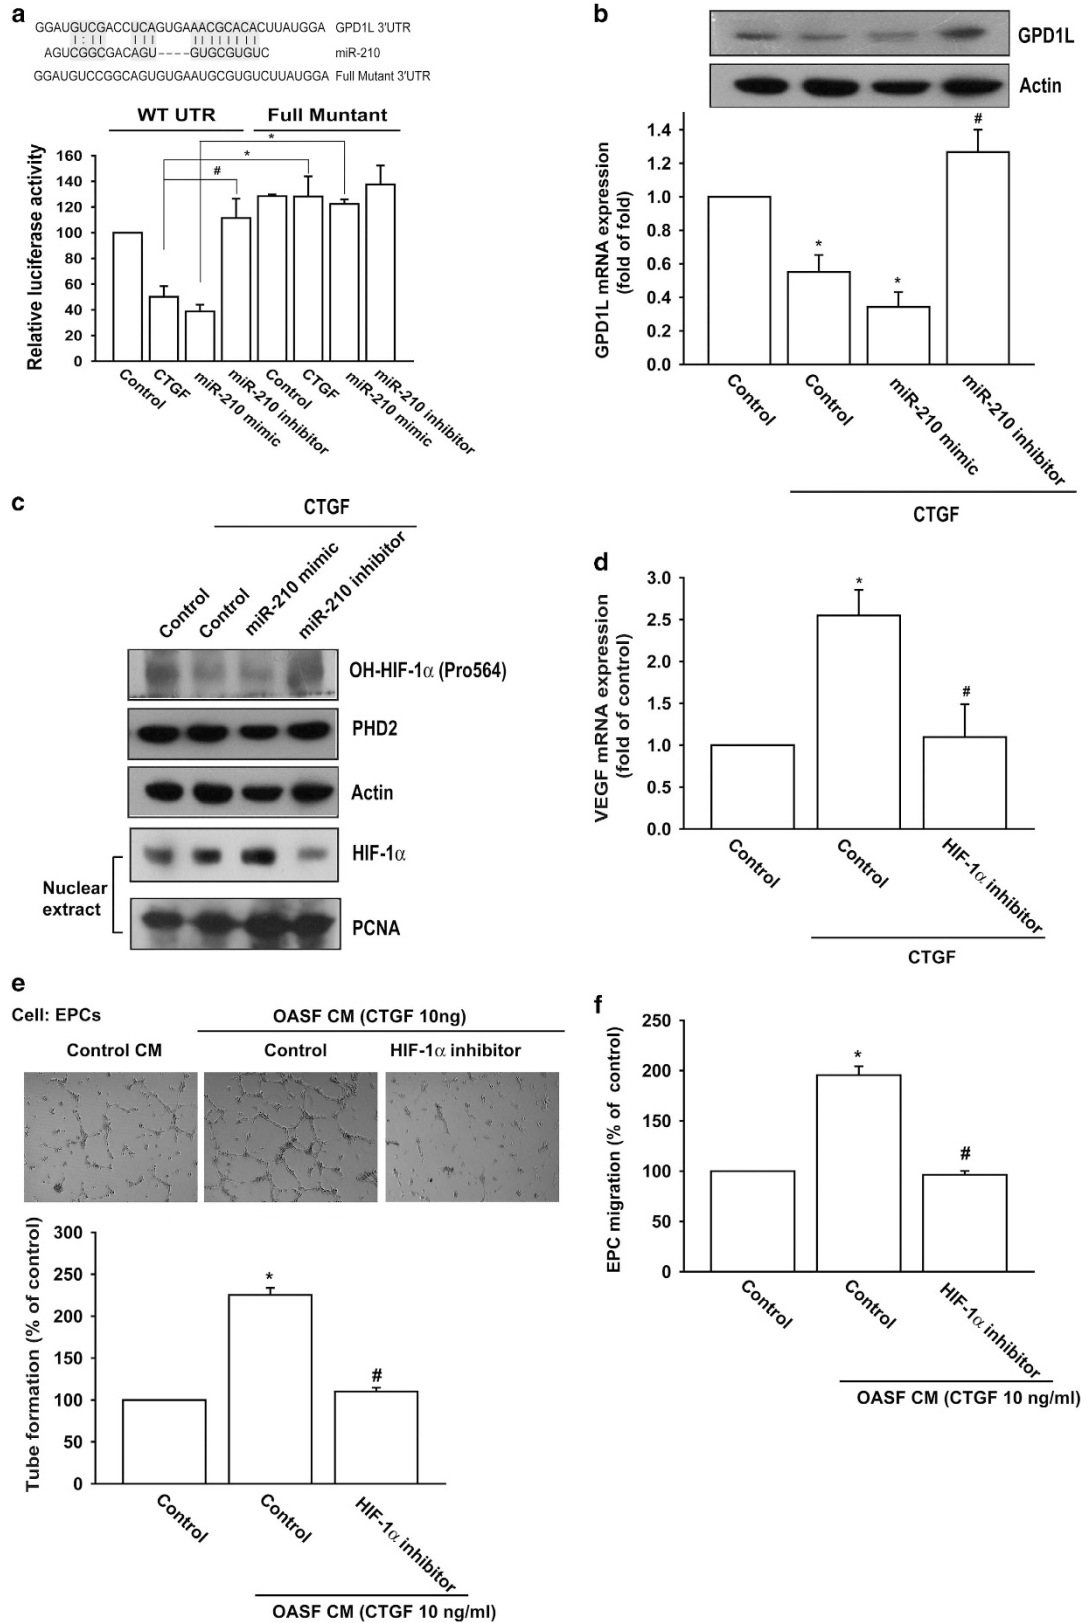 a
GGAUGUCGACCUCAGUGAAACGCACACUUAUGGA GPD1L 3'UTR
AGUCGGCGACAGU----GUGCGUGUC miR-210
GGAUGUCCGGCAGUGUGAAUGCGUGUCUUAUGGA Full Mutant 3'UTR
WT UTR Full Muntant
*
*
#
Relative luciferase activity
160
140
120
100
80
60
40
20
0
Control
CTGF
miR-210 mimic
miR-210 inhibitor
Control
CTGF
miR-210 mimic
miR-210 inhibitor
b
GPD1L
Actin
GPD1L mRNA expression
(fold of fold)
1.4
1.2
1.0
0.8
0.6
0.4
0.2
0.0
*
*
#
Control
Control
miR-210 mimic
miR-210 inhibitor
CTGF
c
CTGF
Control
Control
miR-210 mimic
miR-210 inhibitor
OH-HIF-1α (Pro564)
PHD2
Actin
HIF-1α
Nuclear
extract
PCNA
d
VEGF mRNA expression
(fold of control)
3.0
2.5
2.0
1.5
1.0
0.5
0.0
*
#
Control
Control
HIF-1α inhibitor
CTGF
e
Cell: EPCs OASF CM (CTGF 10ng)
Control CM Control HIF-1α inhibitor
Tube formation (% of control)
300
250
200
150
100
50
0
*
#
Control
Control
HIF-1α inhibitor
OASF CM (CTGF 10 ng/ml)
f
EPC migration (% of control)
250
200
150
100
50
0
*
#
Control
Control
HIF-1α inhibitor
OASF CM (CTGF 10 ng/ml)